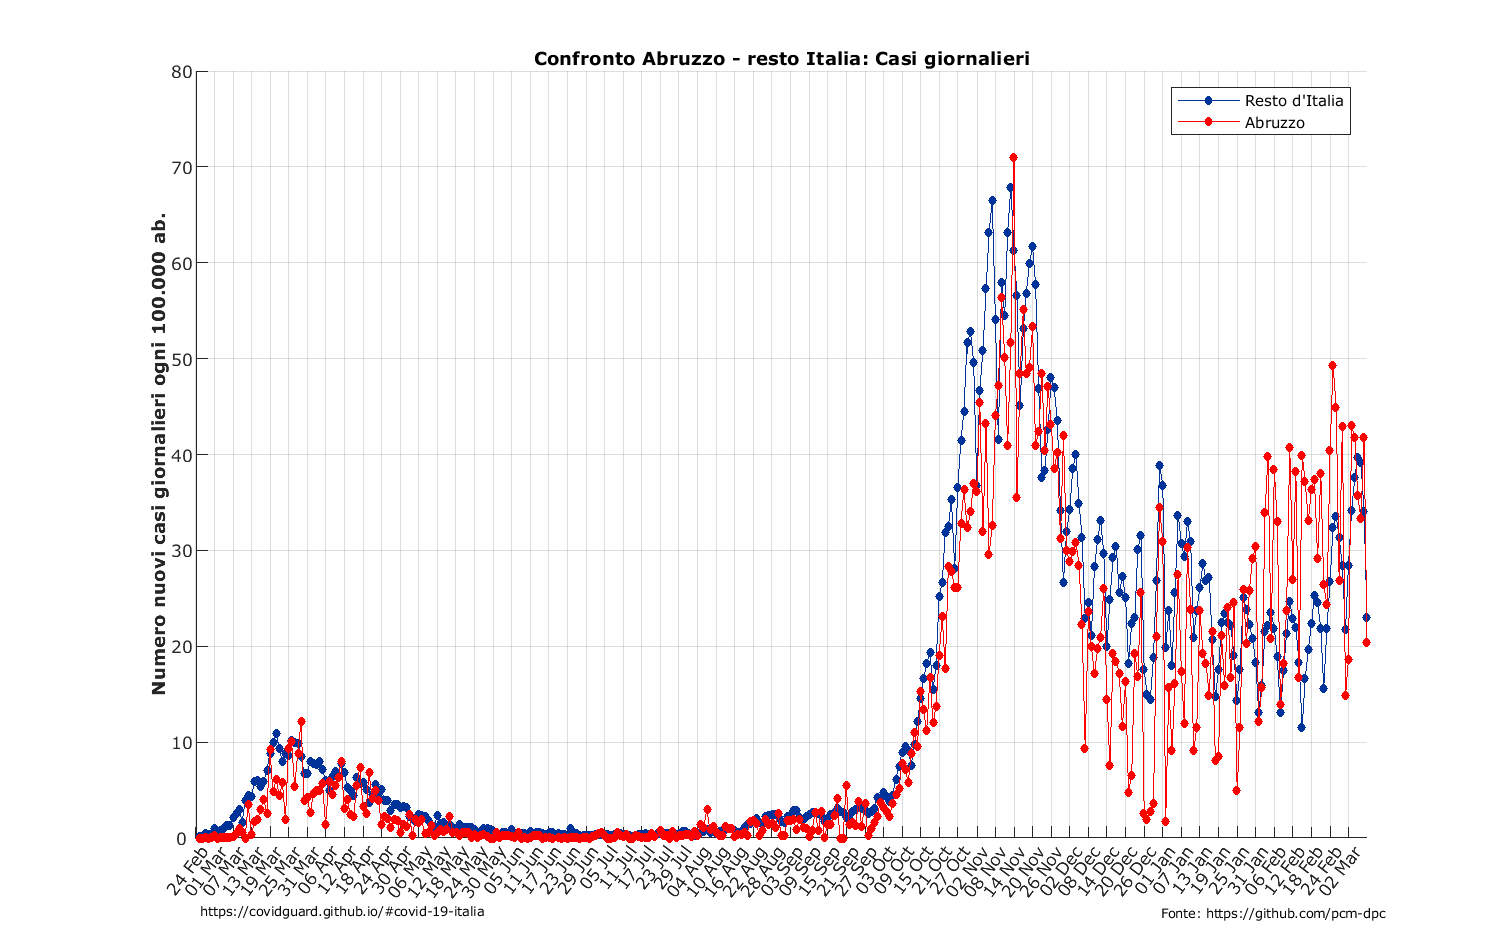 Confronto Abruzzo - resto Italia: Casi giornalieri
Numero nuovi casi giornalieri ogni 100.000 ab.
80
70
60
50
40
30
20
10
0
Resto d'Italia
Abruzzo
24 Feb
01 Mar
07 Mar
13 Mar
19 Mar
25 Mar
31 Mar
06 Apr
12 Apr
18 Apr
24 Apr
30 Apr
06 May
12 May
18 May
24 May
30 May
05 Jun
11 Jun
17 Jun
23 Jun
29 Jun
05 Jul
11 Jul
17 Jul
23 Jul
29 Jul
04 Aug
10 Aug
16 Aug
22 Aug
28 Aug
03 Sep
09 Sep
15 Sep
21 Sep
27 Sep
03 Oct
09 Oct
15 Oct
21 Oct
27 Oct
02 Nov
08 Nov
14 Nov
20 Nov
26 Nov
02 Dec
08 Dec
14 Dec
20 Dec
26 Dec
01 Jan
07 Jan
13 Jan
19 Jan
25 Jan
31 Jan
06 Feb
12 Feb
18 Feb
24 Feb
02 Mar
https://covidguard.github.io/#covid-19-italia
Fonte: https://github.com/pcm-dpc